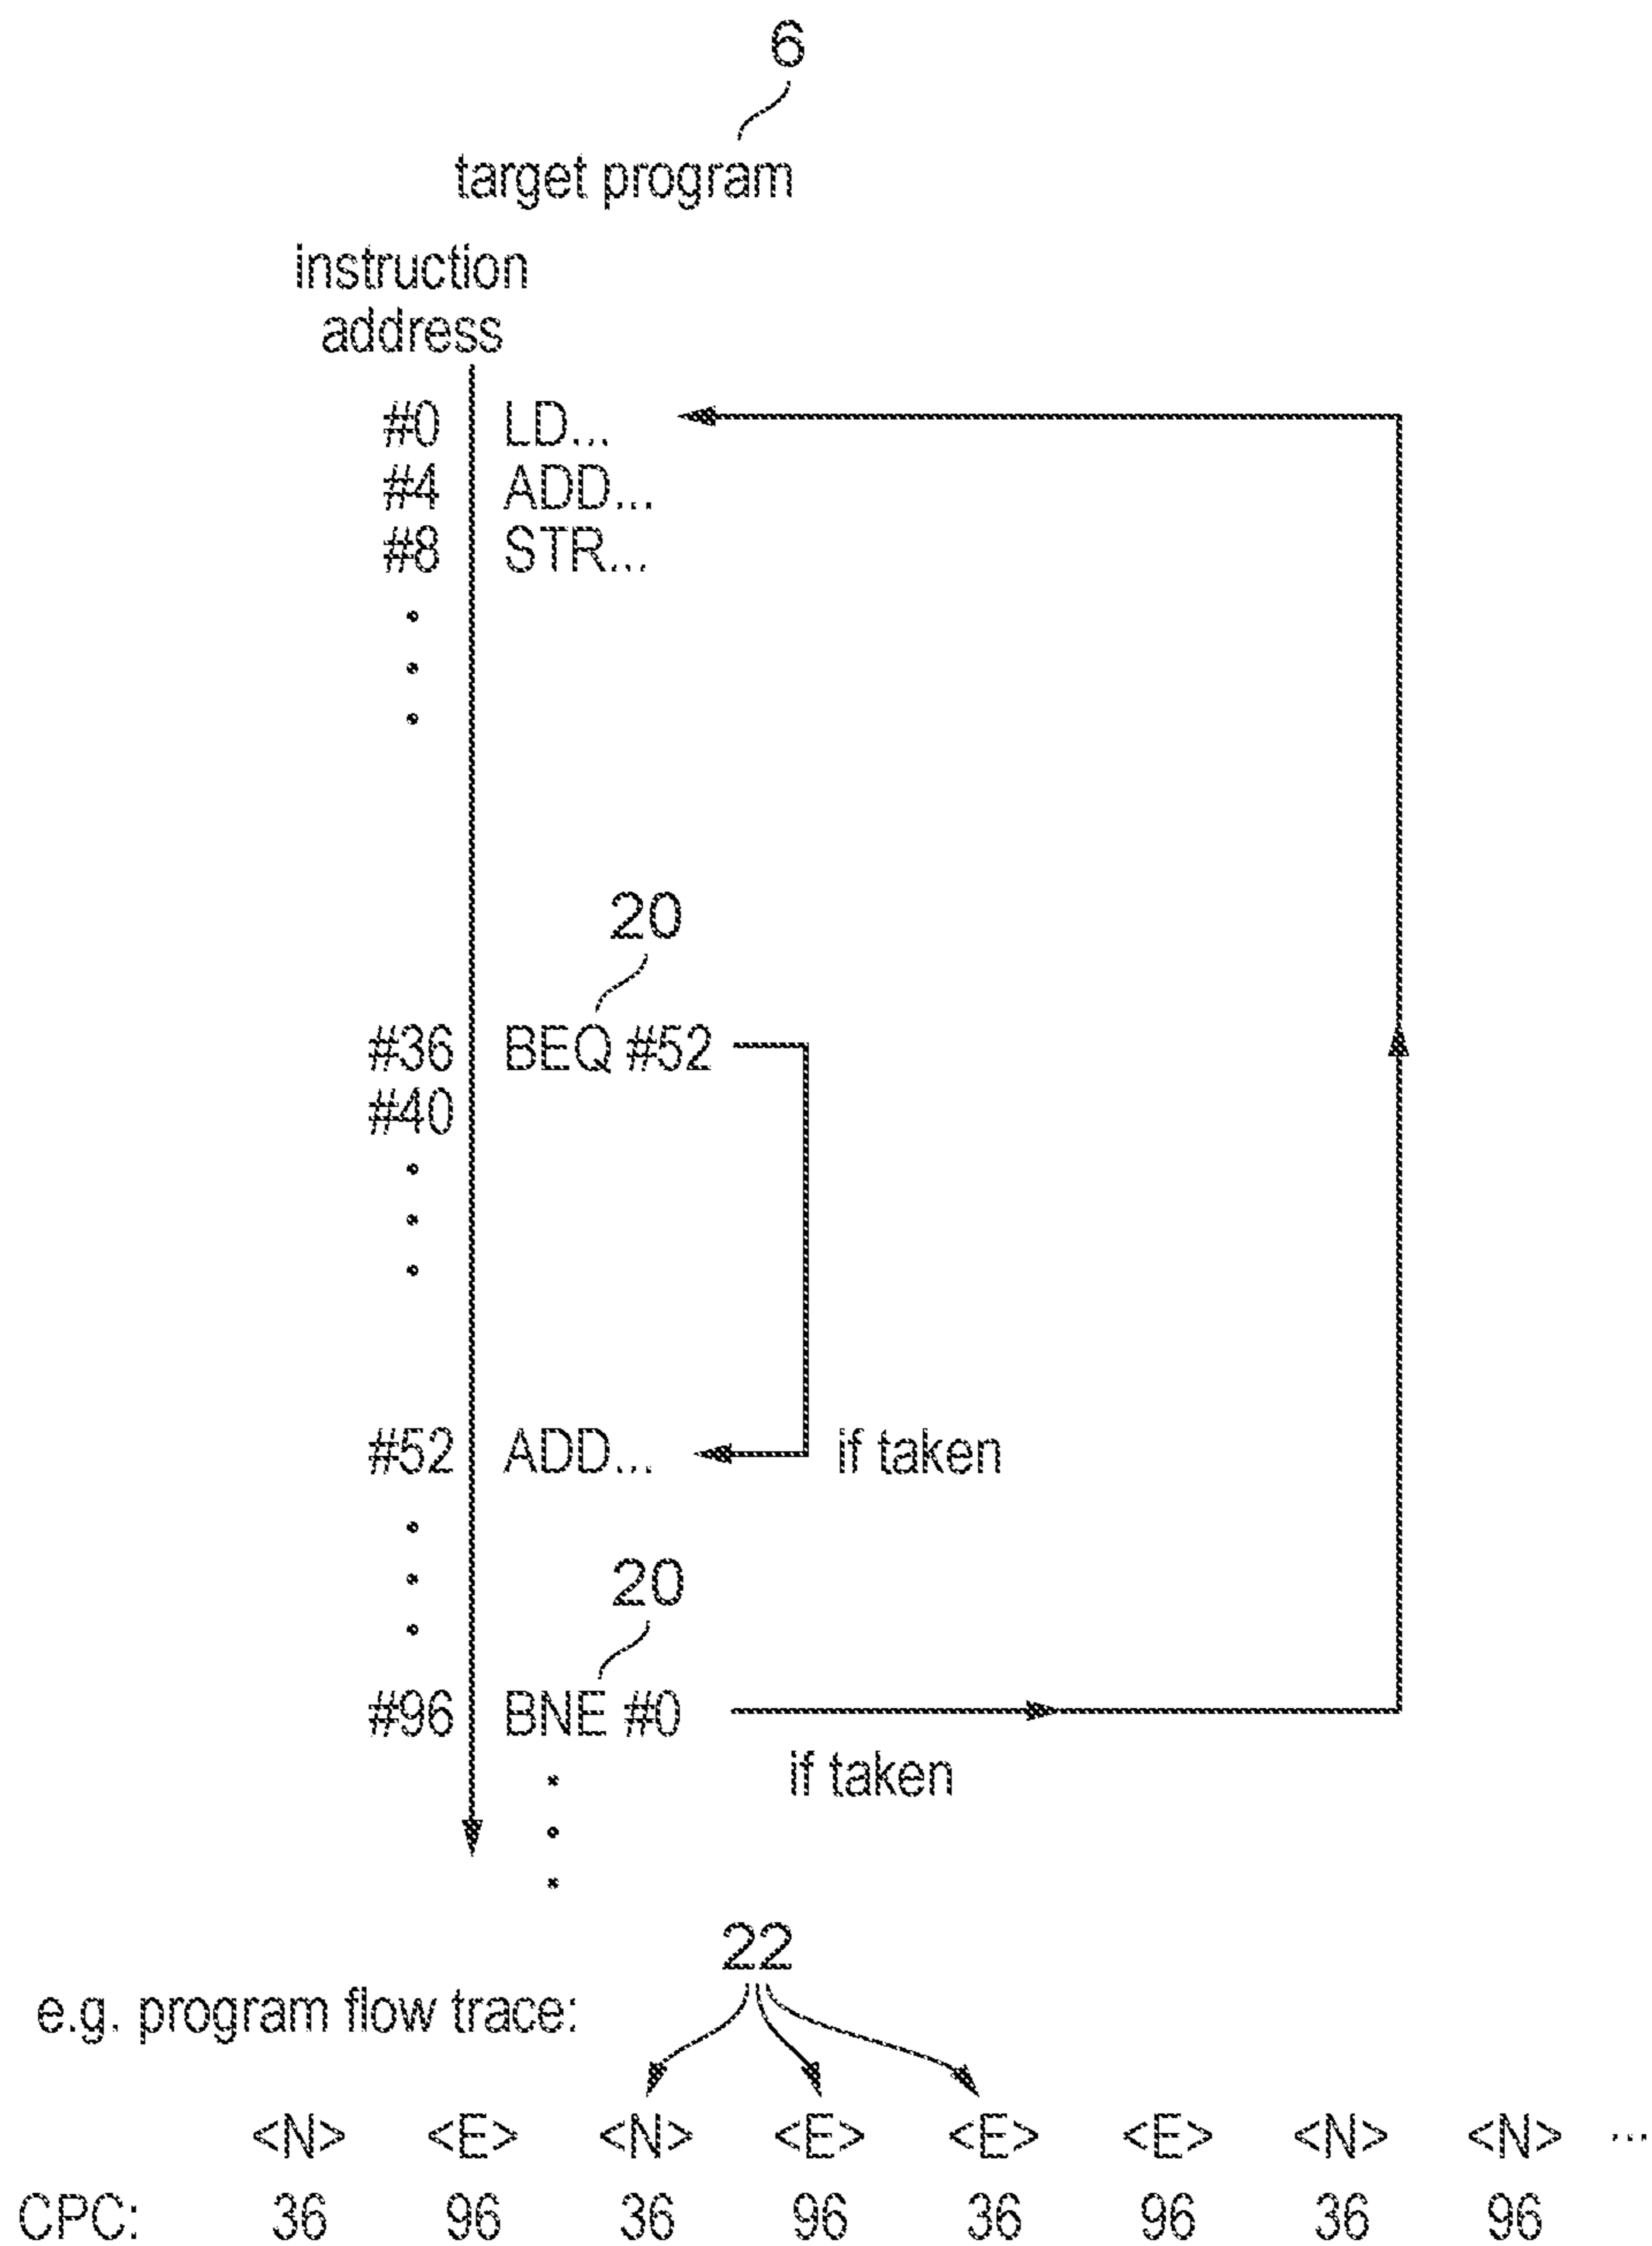 6
target program
instruction
address
#0 LD...
#4 ADD...
#8 STR...
20
#36 BEQ #52
#40
#52 ADD... if taken
20
#96 BNE #0
if taken
22
e.g. program flow trace:
<N> <E> <N> <E> <E> <E> <N> <N> ...
CPC: 36 96 36 96 36 96 36 96